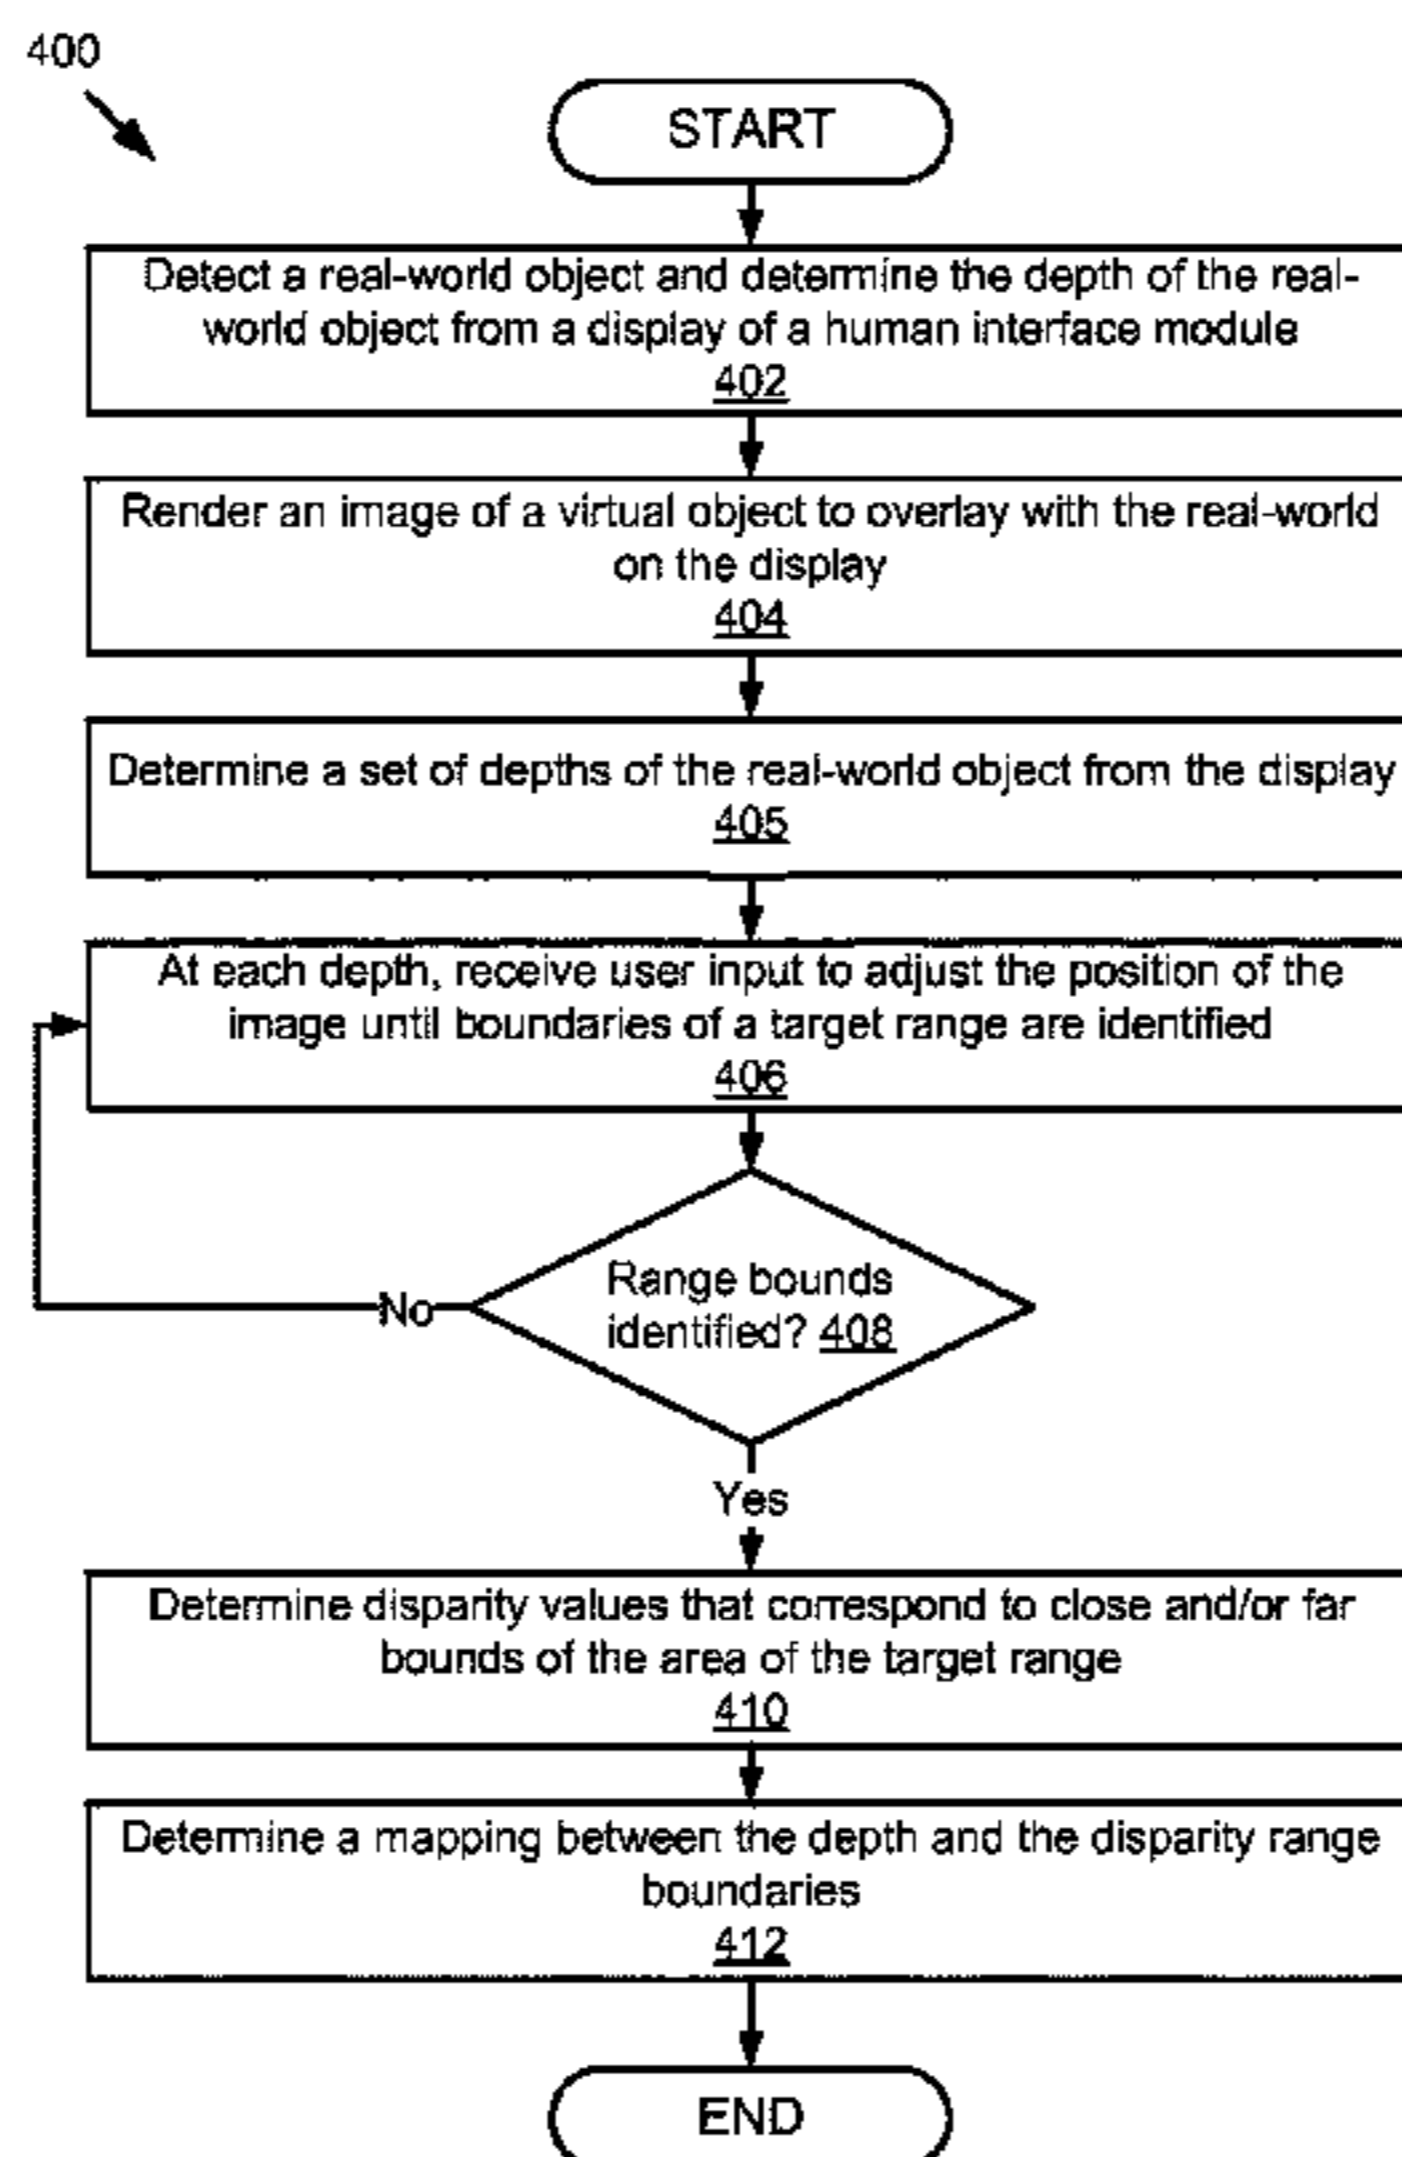 400
START
Detect a real-world object and determine the depth of the real-
world object from a display of a human interface module
402
Render an image of a virtual object to overlay with the real-world
on the display
404
Determine a set of depths of the real-world object from the display
405
At each depth, receive user input to adjust the position of the
image until boundaries of a target range are identified
406
Range bounds
identified? 408
No
Yes
Determine disparity values that correspond to close and/or far
bounds of the area of the target range
410
Determine a mapping between the depth and the disparity range
boundaries
412
END